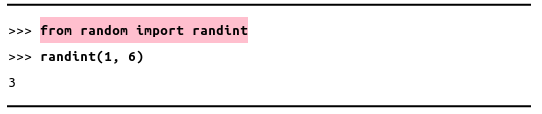 >>> from random import randint
>>> randint(1, 6)
3